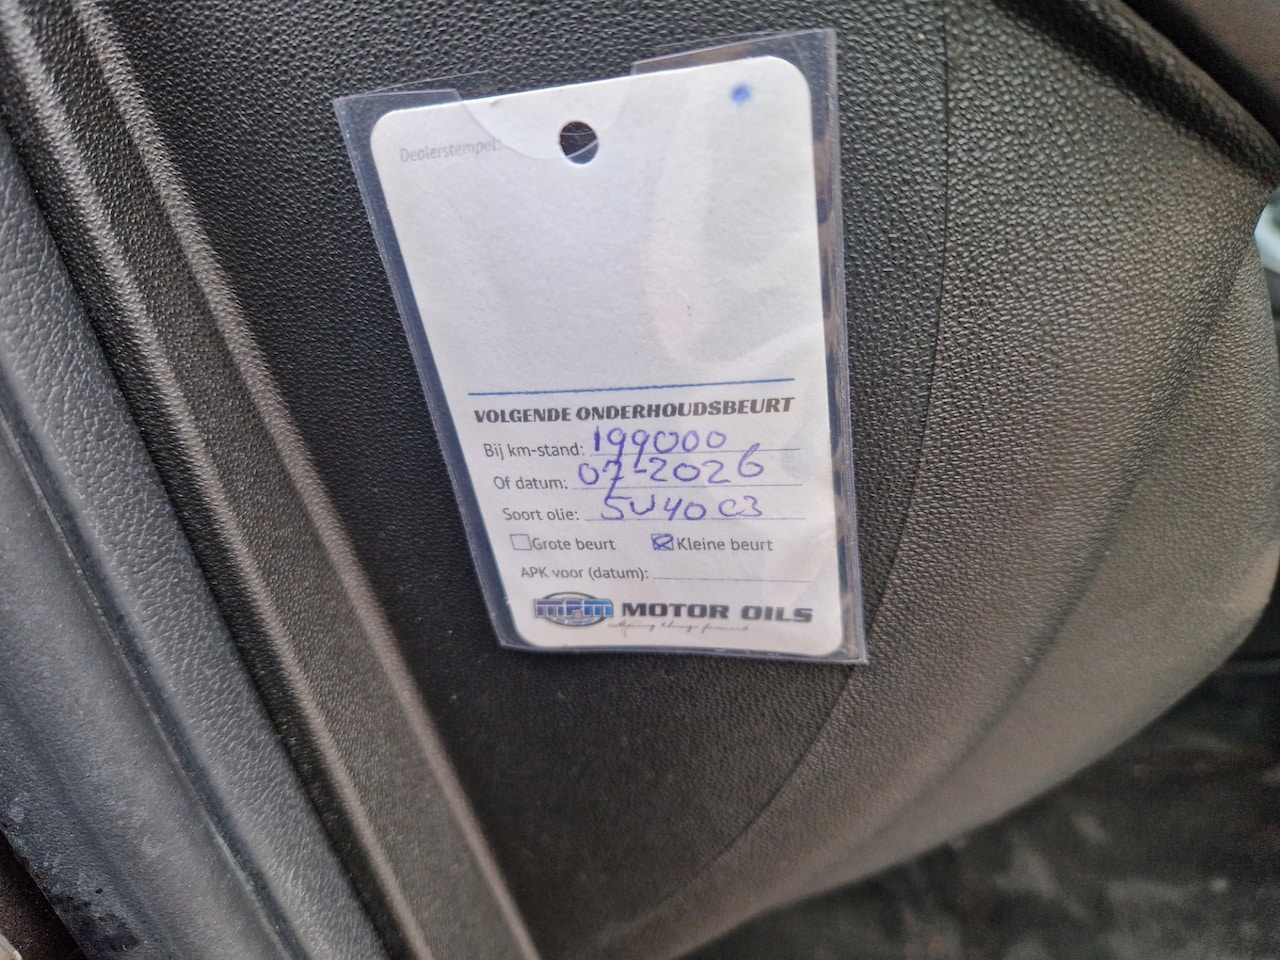 Dealerstempel:
VOLGENDE ONDERHOUDSBEURT
Bij km-stand: 199000
Of datum: 07-2026
Soort olie: 5W40 C3
Grote beurt Kleine beurt
APK voor (datum):
MPM MOTOR OILS